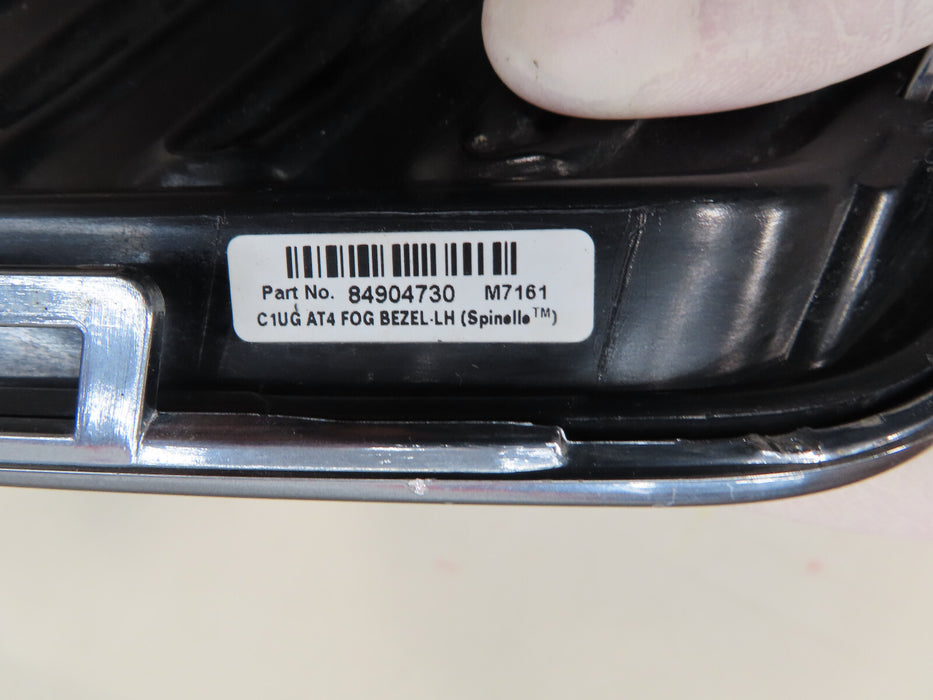 Part No. 84904730 M7161
C1UG AT4 FOG BEZEL-LH (Spinelle™)